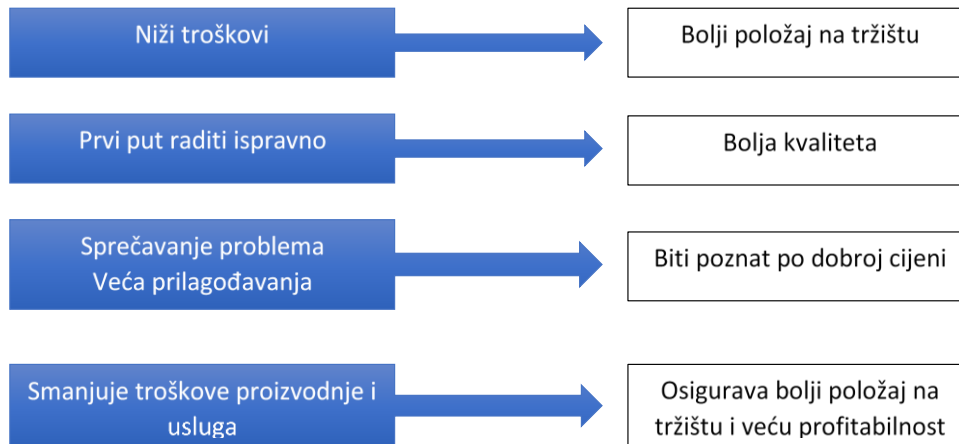 Niži troškovi
Bolji položaj na tržištu
Prvi put raditi ispravno
Bolja kvaliteta
Sprečavanje problema
Veća prilagođavanja
Biti poznat po dobroj cijeni
Smanjuje troškove proizvodnje i
usluga
Osigurava bolji položaj na
tržištu i veću profitabilnost